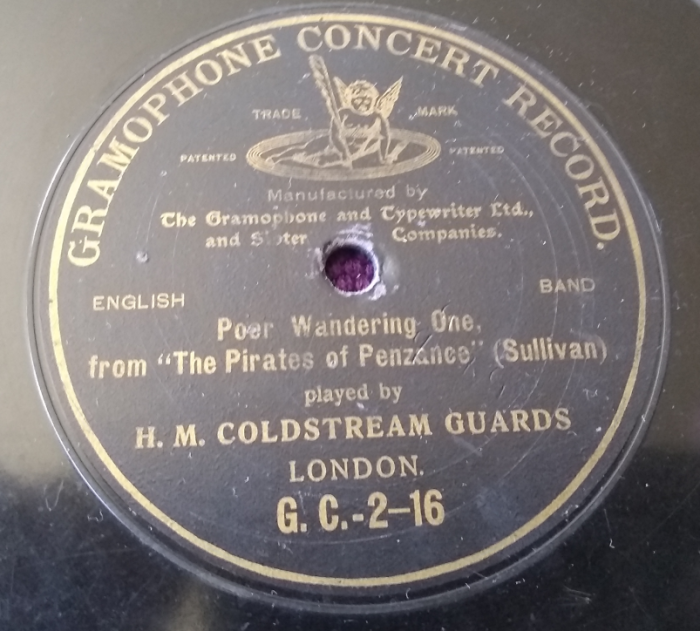 GRAMOPHONE CONCERT RECORD.
TRADE MARK
PATENTED PATENTED
Manufactured by
The Gramophone and Typewriter Ltd.,
and Companies.
ENGLISH BAND
Poor Wandering One,
from "The Pirates of Penzance" (Sullivan)
played by
H. M. COLDSTREAM GUARDS
LONDON.
G. C.-2-16